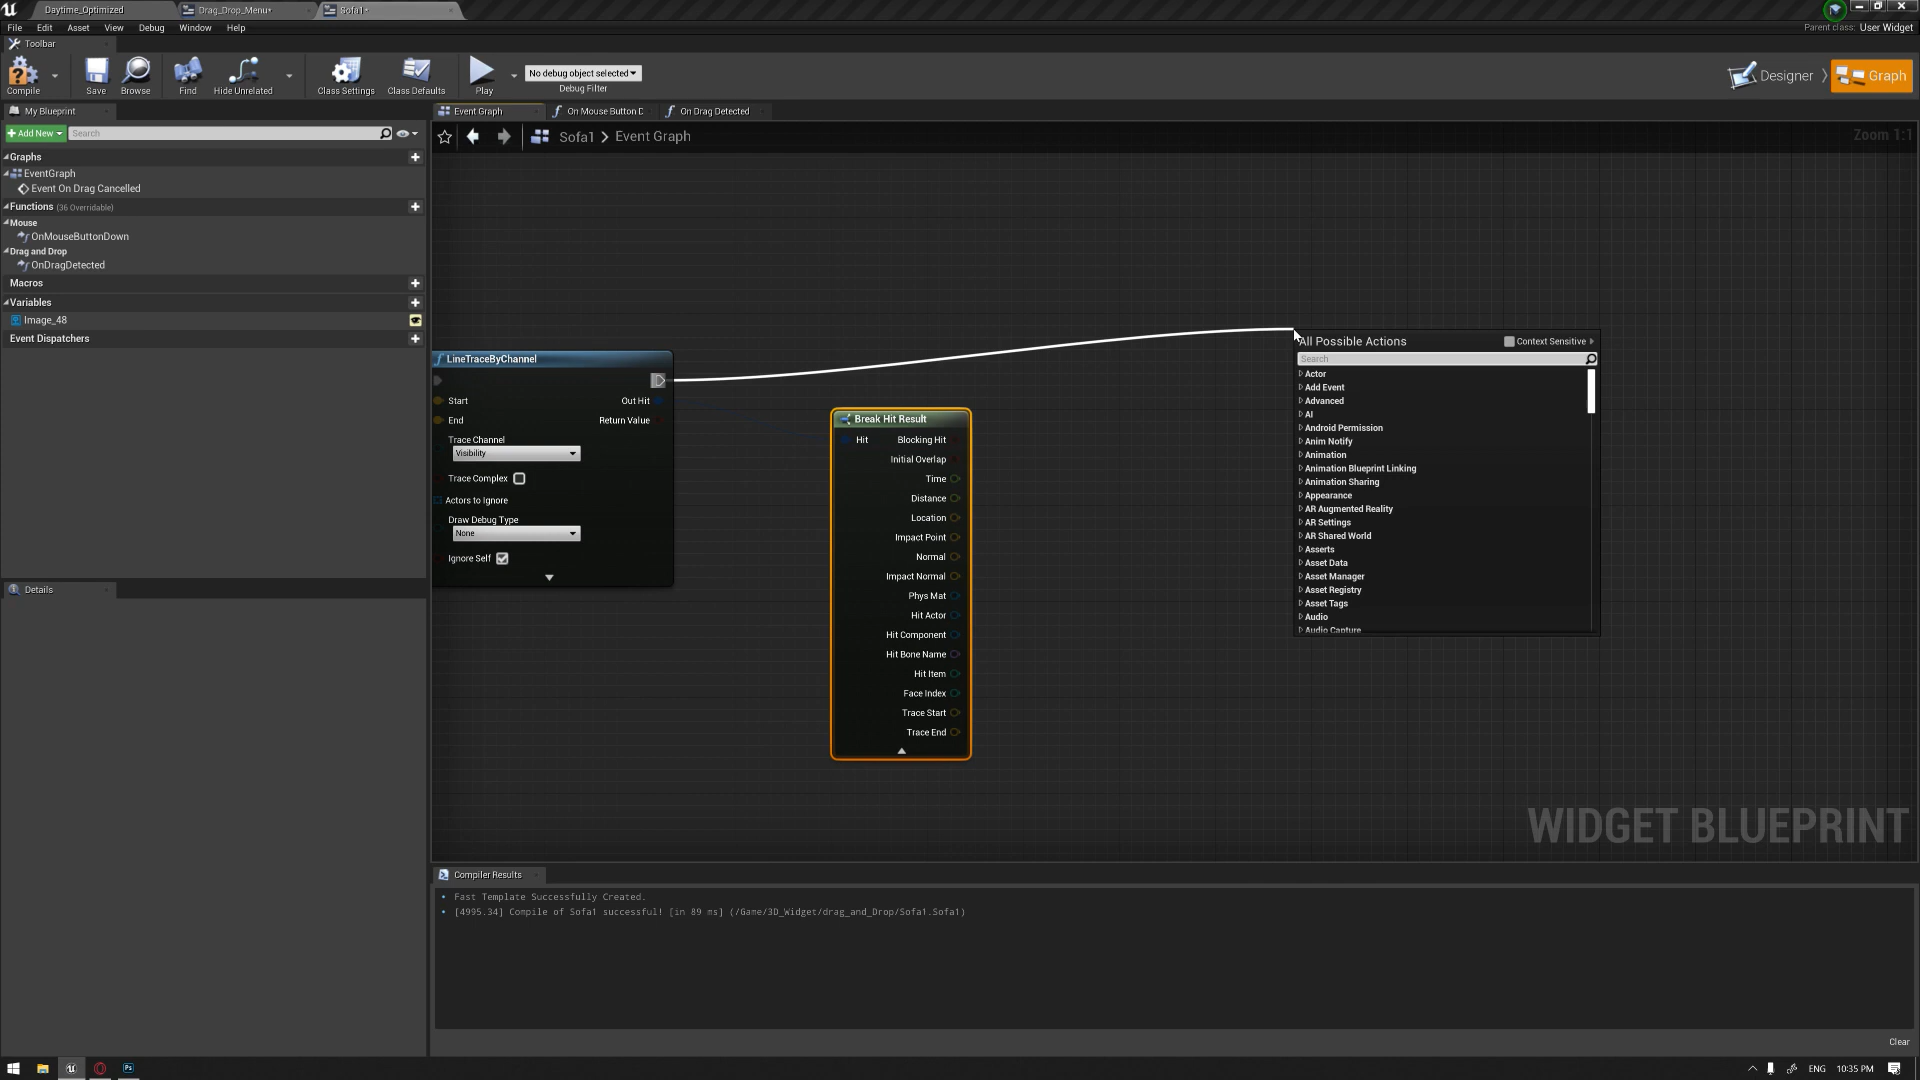 Daytime_Optimized
Drag_Drop_Menu*
Sofa1*
File Edit Asset View Debug Window Help
Parent class: User Widget
Toolbar
Compile
Save
Browse
Find
Hide Unrelated
Class Settings
Class Defaults
Play
No debug object selected
Debug Filter
Designer
Graph
My Blueprint
Add New
Search
Graphs
EventGraph
Event On Drag Cancelled
Functions (36 Overridable)
Mouse
OnMouseButtonDown
Drag and Drop
OnDragDetected
Macros
Variables
Image_48
Event Dispatchers
Details
Event Graph
On Mouse Button D
On Drag Detected
Sofa1 > Event Graph
Zoom 1:1
LineTraceByChannel
Start
Out Hit
End
Return Value
Trace Channel
Visibility
Trace Complex
Actors to Ignore
Draw Debug Type
None
Ignore Self
Break Hit Result
Hit
Blocking Hit
Initial Overlap
Time
Distance
Location
Impact Point
Normal
Impact Normal
Phys Mat
Hit Actor
Hit Component
Hit Bone Name
Hit Item
Face Index
Trace Start
Trace End
All Possible Actions
Context Sensitive
Search
Actor
Add Event
Advanced
AI
Android Permission
Anim Notify
Animation
Animation Blueprint Linking
Animation Sharing
Appearance
AR Augmented Reality
AR Settings
AR Shared World
Asserts
Asset Data
Asset Manager
Asset Registry
Asset Tags
Audio
Audio Capture
WIDGET BLUEPRINT
Compiler Results
Fast Template Successfully Created.
[4995.34] Compile of Sofa1 successful! [in 89 ms] (/Game/3D_Widget/drag_and_Drop/Sofa1.Sofa1)
Clear
ENG
10:35 PM